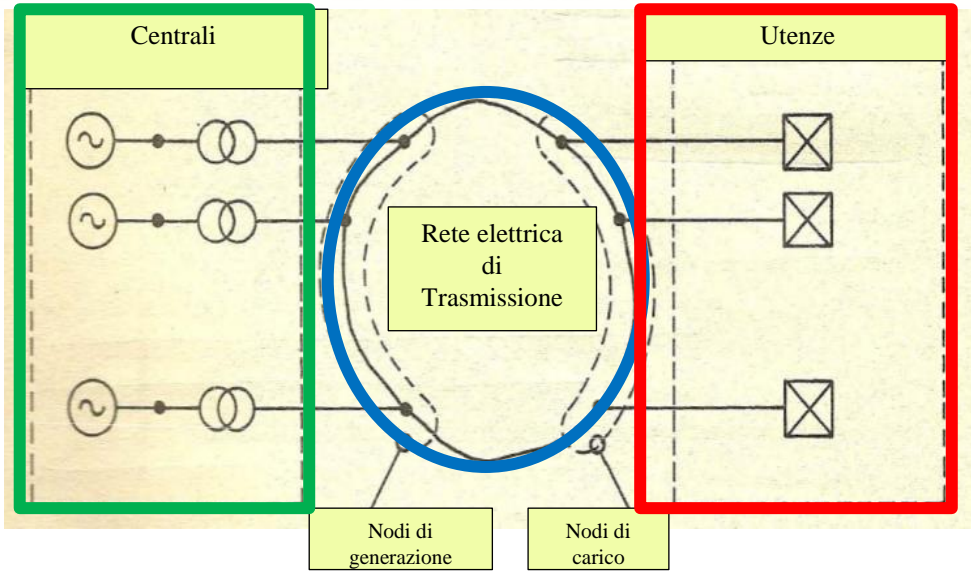 Centrali
Utenze
Rete elettrica
di
Trasmissione
Nodi di
generazione
Nodi di
carico